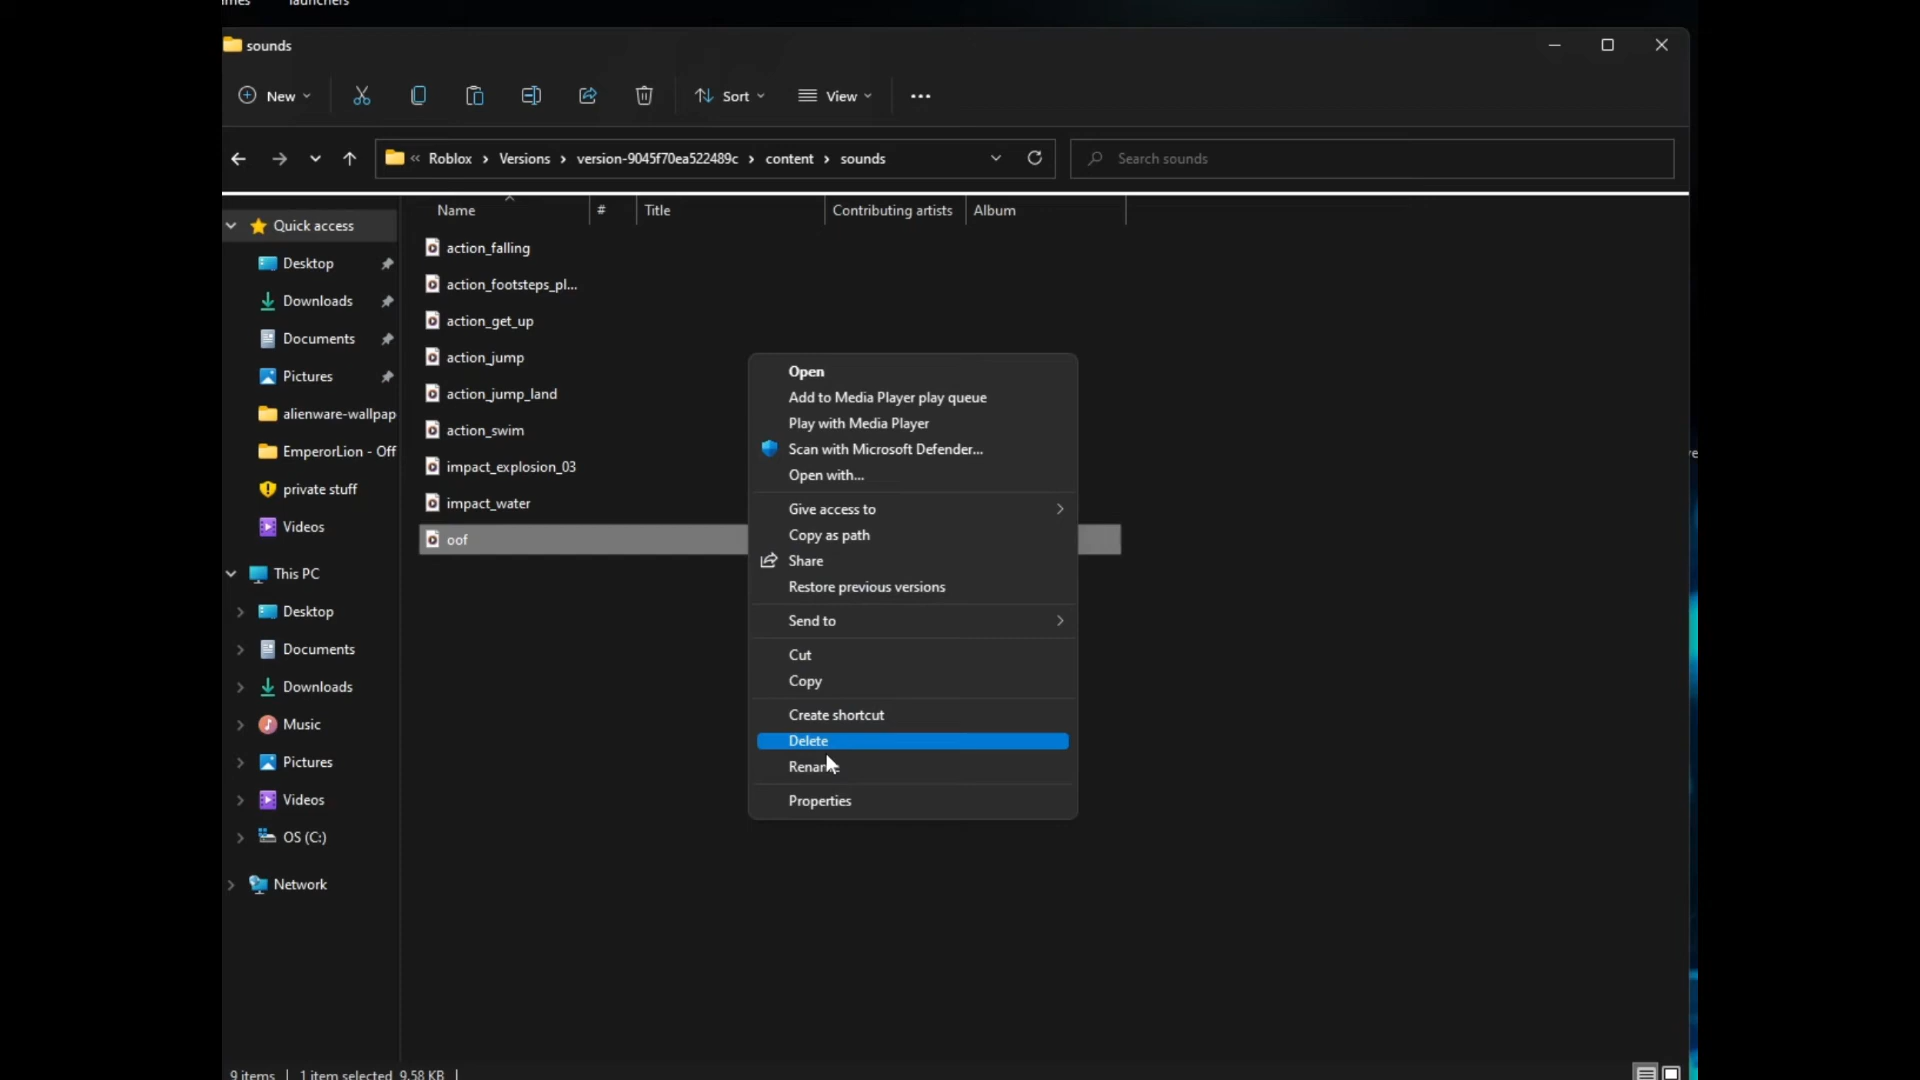 launchers
sounds
New
Sort
View
Roblox
Versions
version-9045f70ea522489c
content
sounds
Search sounds
Name
#
Title
Contributing artists
Album
Quick access
Desktop
Downloads
Documents
Pictures
alienware-wallpap
EmperorLion - Off
private stuff
Videos
This PC
Desktop
Documents
Downloads
Music
Pictures
Videos
OS (C:)
Network
action_falling
action_footsteps_pl...
action_get_up
action_jump
action_jump_land
action_swim
impact_explosion_03
impact_water
oof
Open
Add to Media Player play queue
Play with Media Player
Scan with Microsoft Defender...
Open with...
Give access to
Copy as path
Share
Restore previous versions
Send to
Cut
Copy
Create shortcut
Delete
Rename
Properties
9 items
1 item selected 9.58 KB